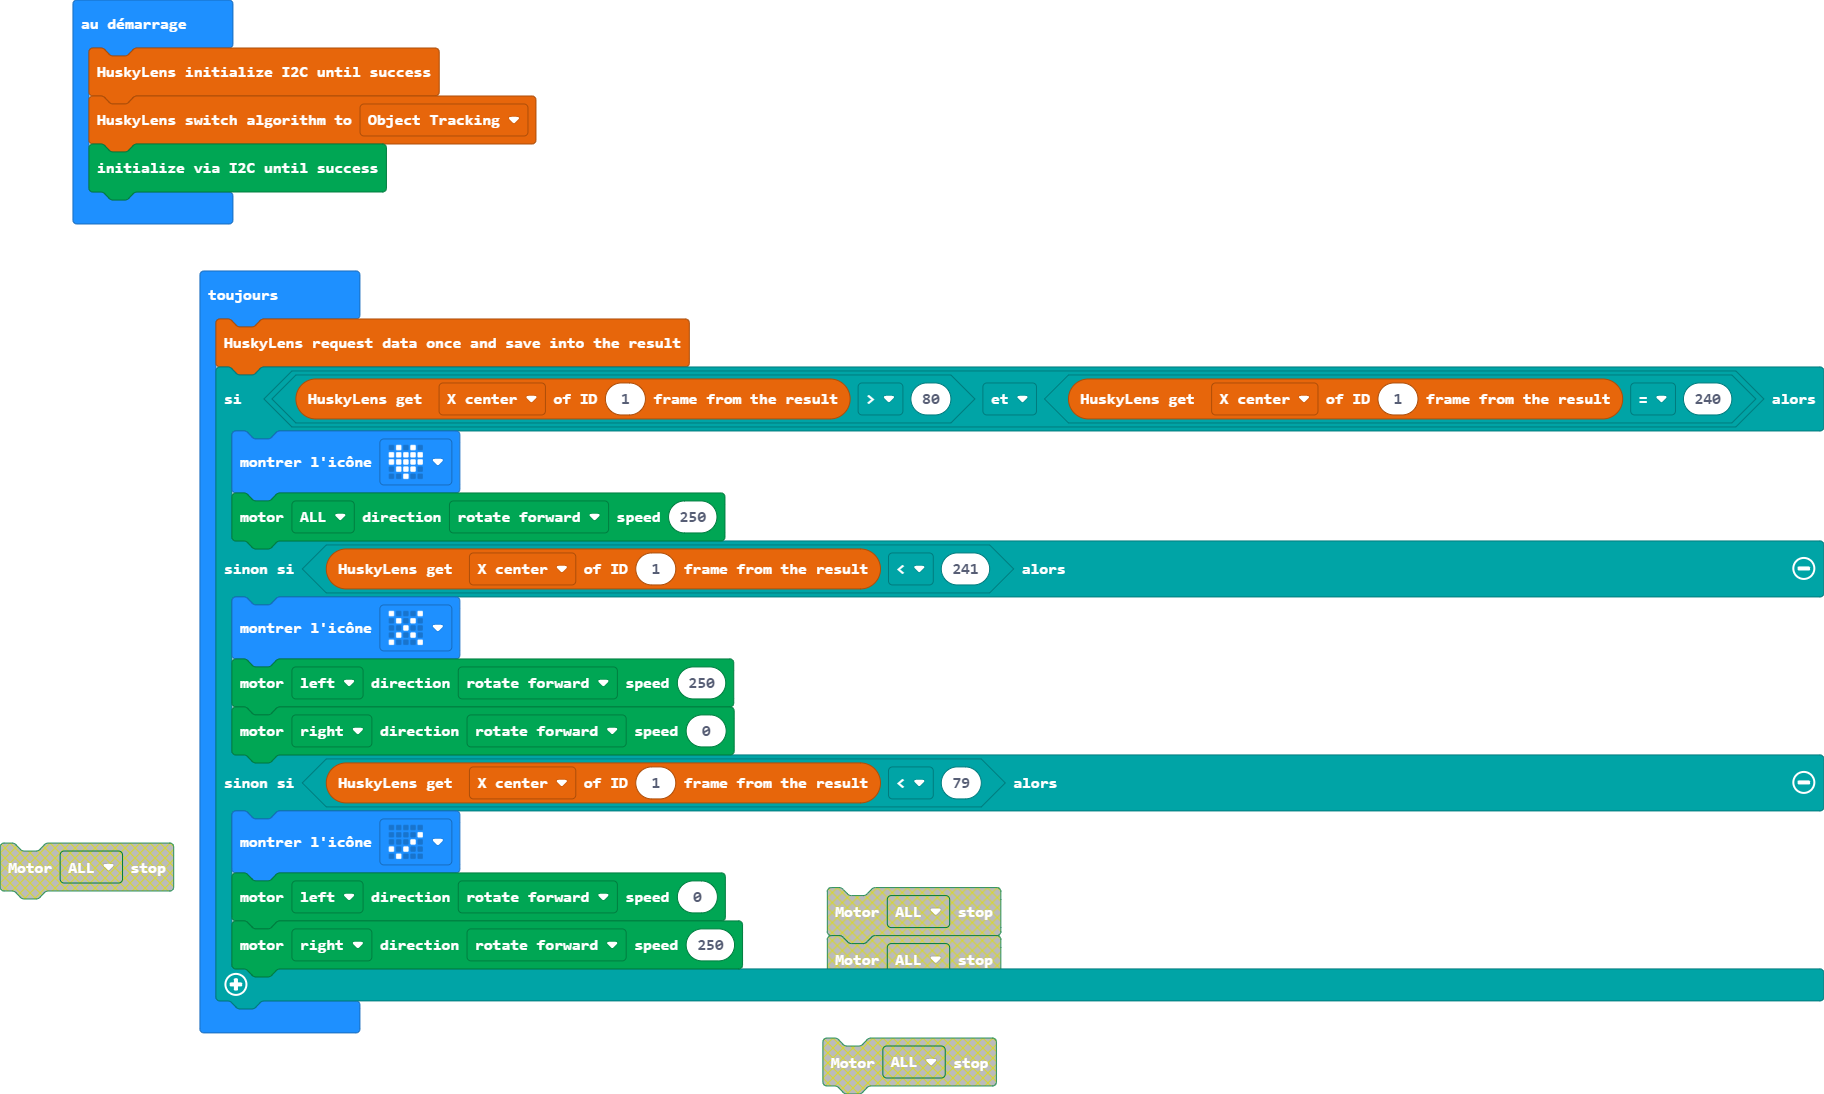 au démarrage
HuskyLens initialize I2C until success
HuskyLens switch algorithm to Object Tracking
initialize via I2C until success
toujours
HuskyLens request data once and save into the result
si HuskyLens get X center of ID 1 frame from the result > 80 et HuskyLens get X center of ID 1 frame from the result = 240 alors
montrer l'icône
motor ALL direction rotate forward speed 250
sinon si HuskyLens get X center of ID 1 frame from the result < 241 alors
montrer l'icône
motor left direction rotate forward speed 250
motor right direction rotate forward speed 0
sinon si HuskyLens get X center of ID 1 frame from the result < 79 alors
montrer l'icône
Motor ALL stop
motor left direction rotate forward speed 0
Motor ALL stop
motor right direction rotate forward speed 250
Motor ALL stop
Motor ALL stop